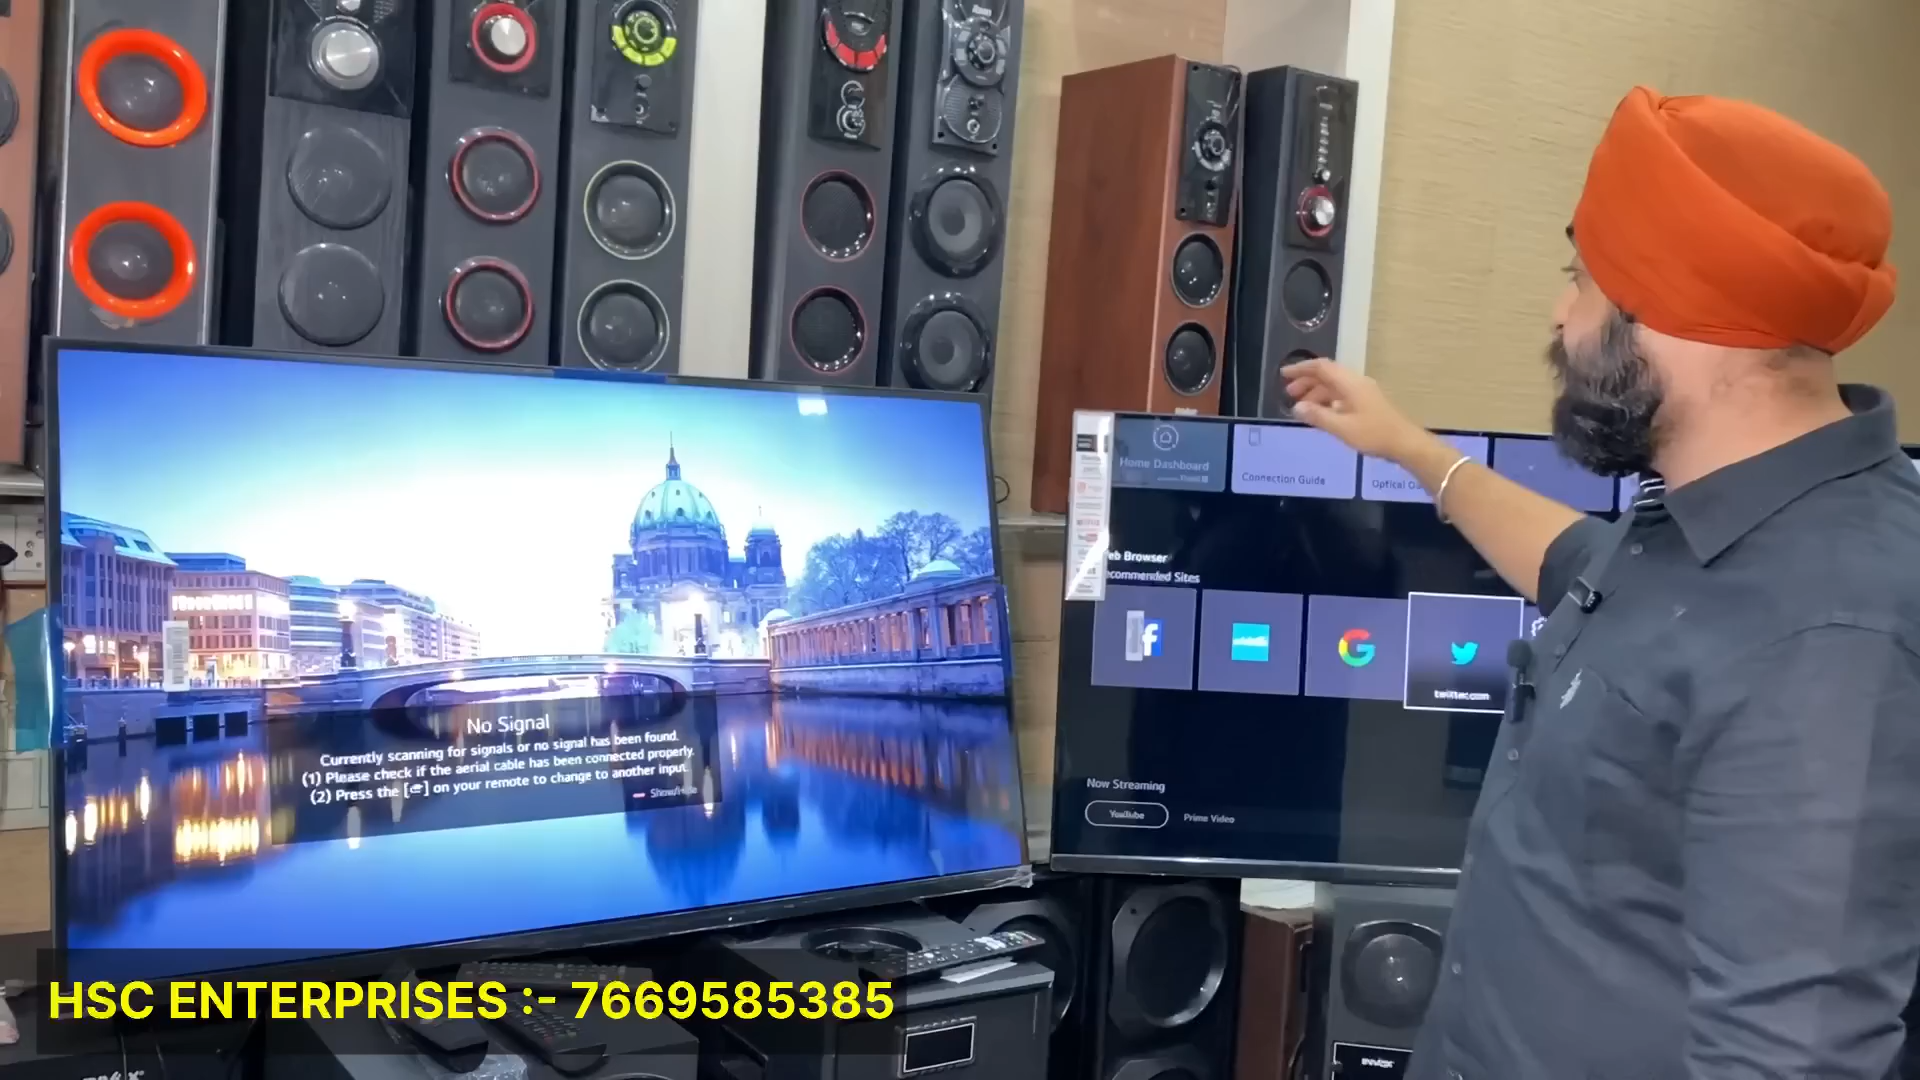 Home Dashboard
Connection Guide
Optical
No Signal
Currently scanning for signals or no signal has been found.
(1) Please check if the aerial cable has been connected properly.
(2) Press the [ ] on your remote to change to another input.
Show/Hide
Web Browser
Recommended Sites
twitter.com
Now Streaming
YouTube
Prime Video
HSC ENTERPRISES :- 7669585385